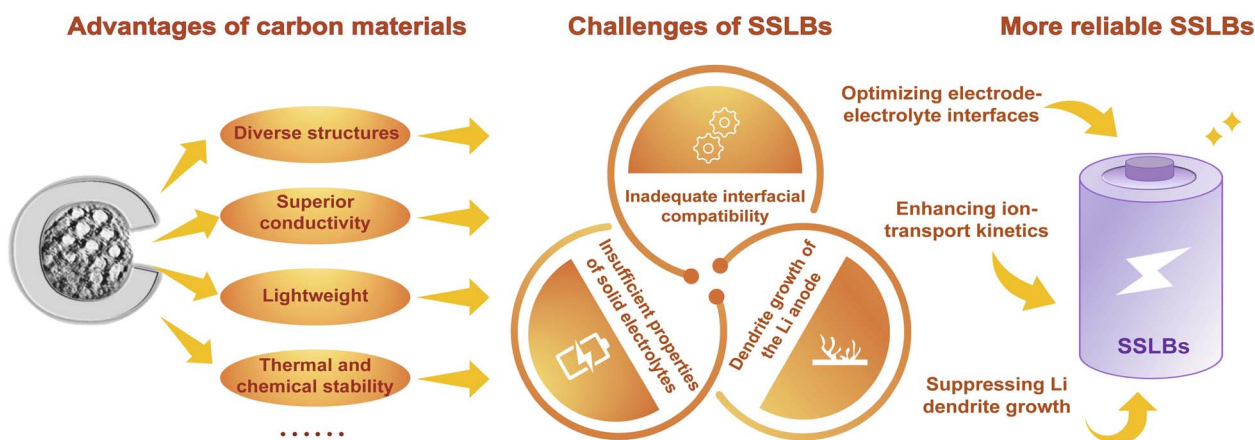 Advantages of carbon materials
Diverse structures
Superior
conductivity
Lightweight
Thermal and
chemical stability
......
Challenges of SSLBs
Inadequate interfacial
compatibility
Insufficient properties
of solid electrolytes
Dendrite growth of
the Li anode
More reliable SSLBs
Optimizing electrode-
electrolyte interfaces
Enhancing ion-
transport kinetics
Suppressing Li
dendrite growth
SSLBs